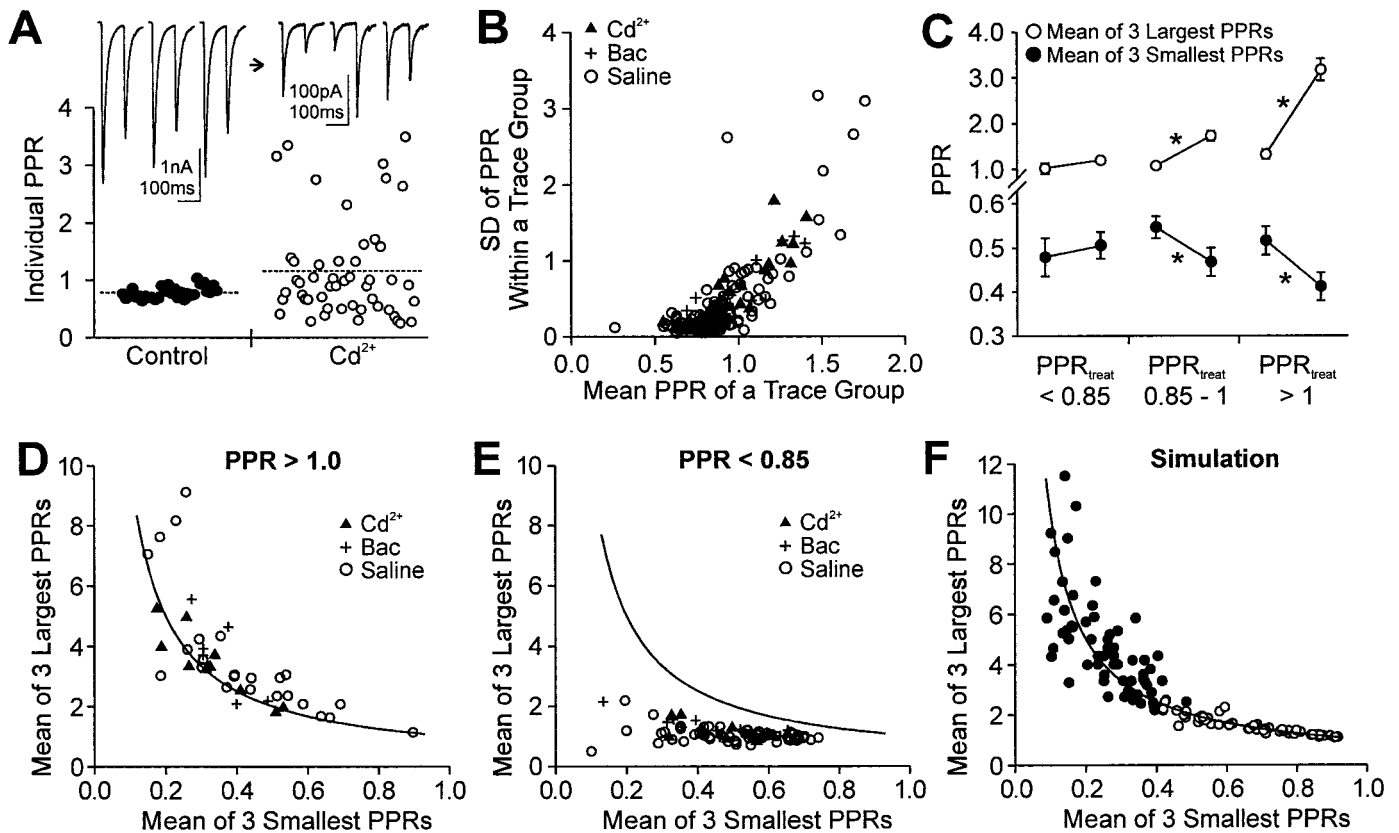 A
1nA
100ms
100pA
100ms
Individual PPR
4
3
2
1
0
Control
Cd²⁺
B
Cd²⁺
Bac
Saline
SD of PPR
Within a Trace Group
4
3
2
1
0
0.0
0.5
1.0
1.5
2.0
Mean PPR of a Trace Group
C
Mean of 3 Largest PPRs
Mean of 3 Smallest PPRs
PPR
4.0
3.0
2.0
1.0
0.6
0.5
0.4
0.3
*
*
*
*
PPRtreat
< 0.85
PPRtreat
0.85 - 1
PPRtreat
> 1
D
PPR > 1.0
Cd²⁺
Bac
Saline
Mean of 3 Largest PPRs
10
8
6
4
2
0
0.0
0.2
0.4
0.6
0.8
1.0
Mean of 3 Smallest PPRs
E
PPR < 0.85
Cd²⁺
Bac
Saline
Mean of 3 Largest PPRs
10
8
6
4
2
0
0.0
0.2
0.4
0.6
0.8
1.0
Mean of 3 Smallest PPRs
F
Simulation
Mean of 3 Largest PPRs
12
10
8
6
4
2
0
0.0
0.2
0.4
0.6
0.8
1.0
Mean of 3 Smallest PPRs